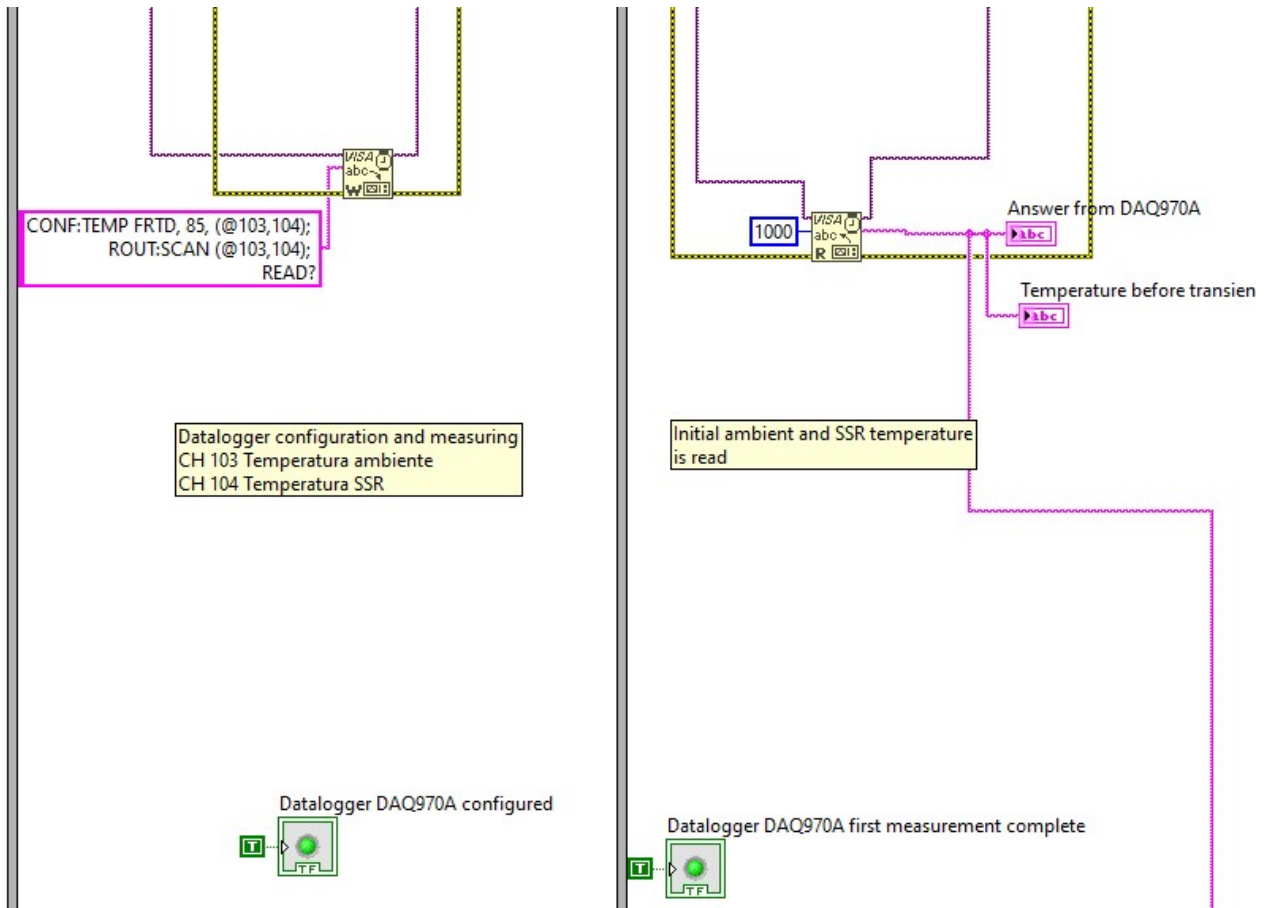 VISA
abc
W
CONF:TEMP FRTD, 85, (@103,104);
ROUT:SCAN (@103,104);
READ?
Datalogger configuration and measuring
CH 103 Temperatura ambiente
CH 104 Temperatura SSR
Datalogger DAQ970A configured
T
TF
VISA
abc
R
1000
Answer from DAQ970A
abc
Temperature before transien
abc
Initial ambient and SSR temperature
is read
Datalogger DAQ970A first measurement complete
T
TF